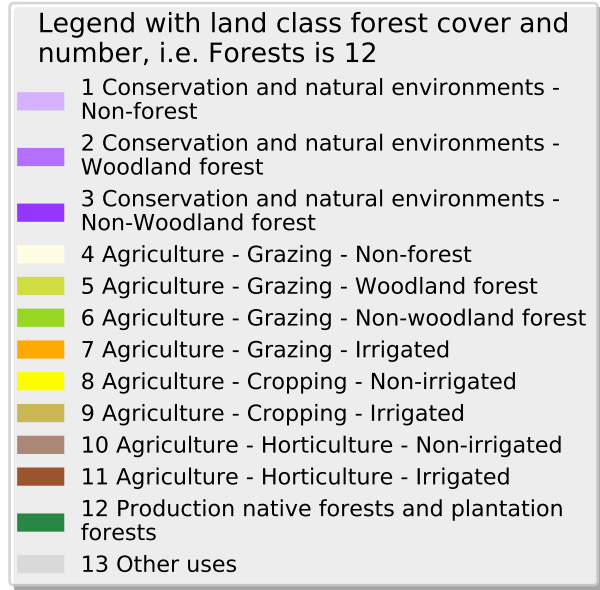 Legend with land class forest cover and
number, i.e. Forests is 12
1 Conservation and natural environments -
Non-forest
2 Conservation and natural environments -
Woodland forest
3 Conservation and natural environments -
Non-Woodland forest
4 Agriculture - Grazing - Non-forest
5 Agriculture - Grazing - Woodland forest
6 Agriculture - Grazing - Non-woodland forest
7 Agriculture - Grazing - Irrigated
8 Agriculture - Cropping - Non-irrigated
9 Agriculture - Cropping - Irrigated
10 Agriculture - Horticulture - Non-irrigated
11 Agriculture - Horticulture - Irrigated
12 Production native forests and plantation
forests
13 Other uses